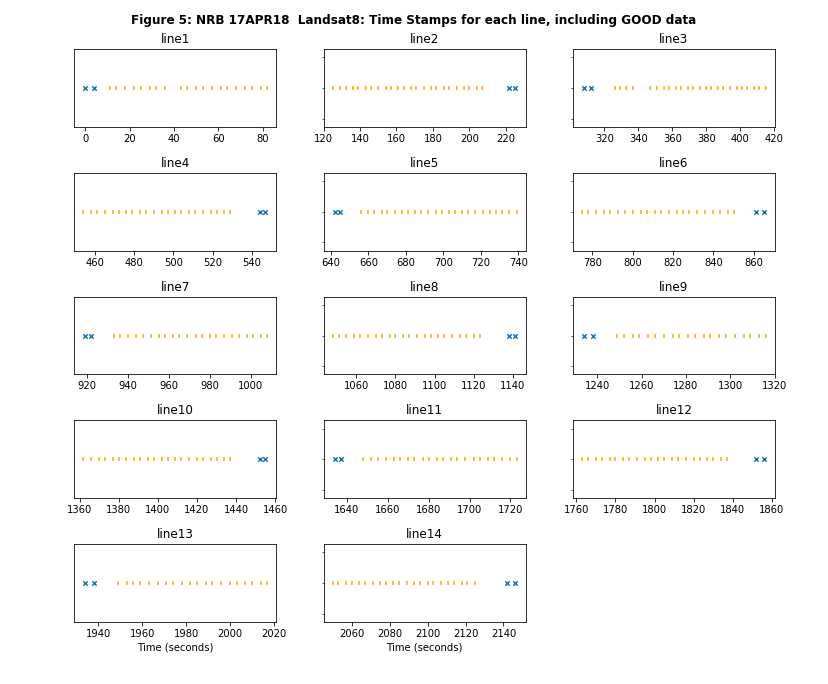 Figure 5: NRB 17APR18  Landsat8: Time Stamps for each line, including GOOD data
line1
line2
line3
0 20 40 60 80
120 140 160 180 200 220
320 340 360 380 400 420
line4
line5
line6
460 480 500 520 540
640 660 680 700 720 740
780 800 820 840 860
line7
line8
line9
920 940 960 980 1000
1060 1080 1100 1120 1140
1240 1260 1280 1300 1320
line10
line11
line12
1360 1380 1400 1420 1440 1460
1640 1660 1680 1700 1720
1760 1780 1800 1820 1840 1860
line13
line14
1940 1960 1980 2000 2020
2060 2080 2100 2120 2140
Time (seconds)
Time (seconds)